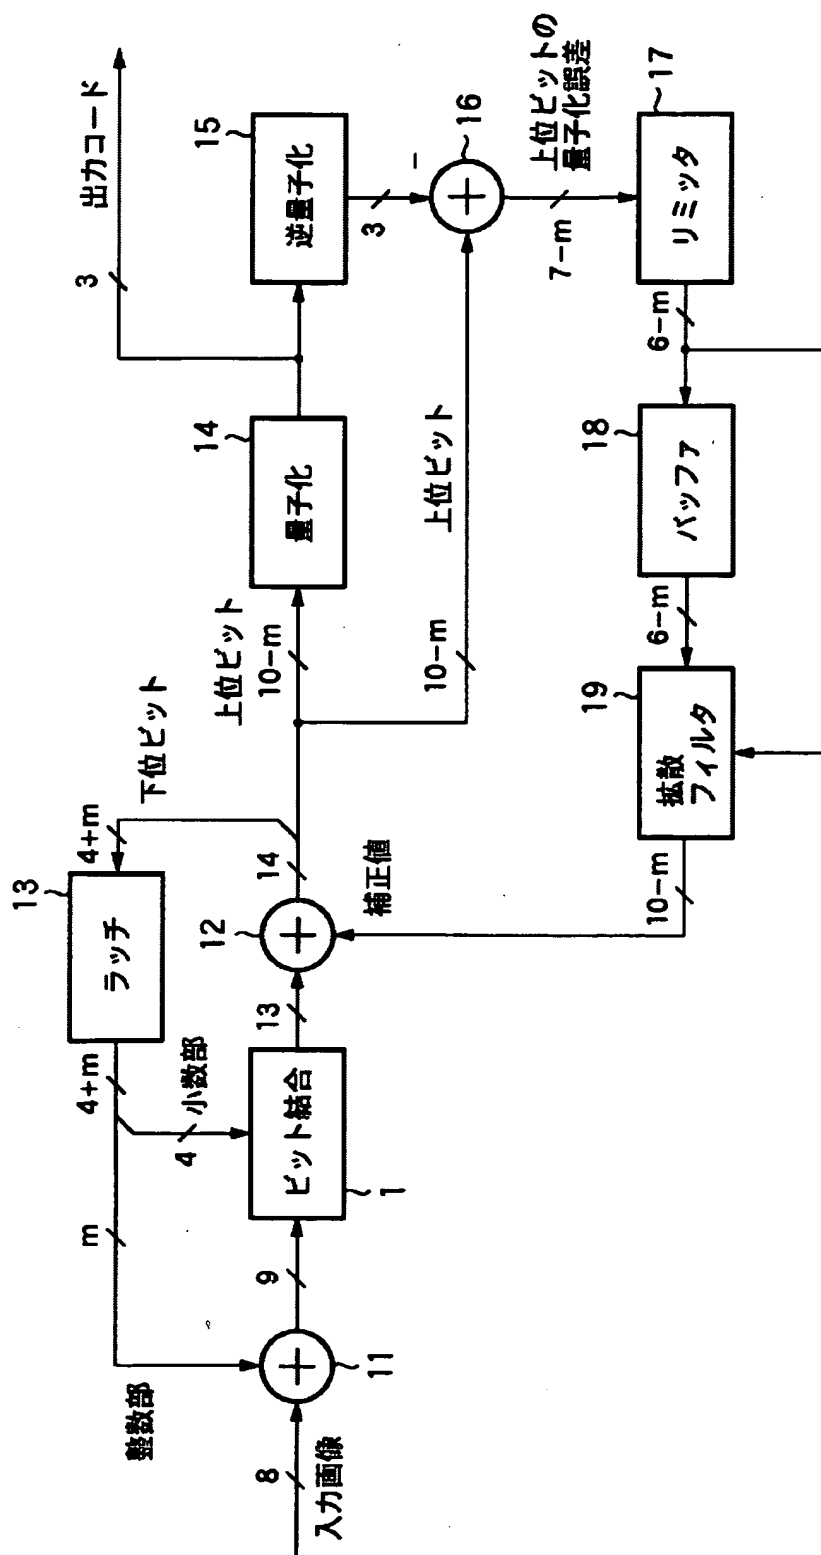 入力画像
8
整数部
11
9
m
4+m
小数部
4
ビット結合
1
13
ラッチ
13
4+m
下位ビット
12
14
補正値
10-m
上位ビット
10-m
上位ビット
10-m
量子化
14
3
出力コード
逆量子化
15
3
-
16
上位ビットの
量子化誤差
7-m
リミッタ
17
6-m
バッファ
18
6-m
拡散
フィルタ
19